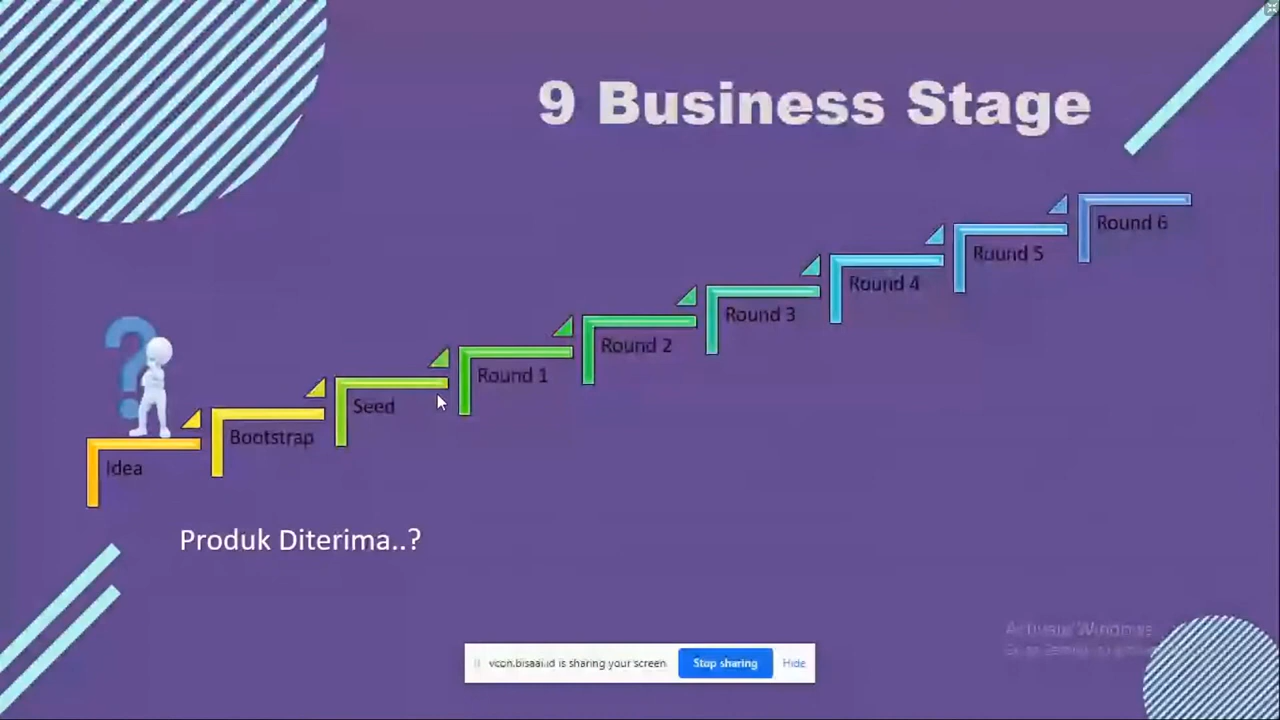 9 Business Stage
Round 6
Round 5
Round 4
Round 3
Round 2
Round 1
Seed
Bootstrap
Idea
Produk Diterima..?
Activate Windows
vcon.bisaai.id is sharing your screen
Stop sharing
Hide